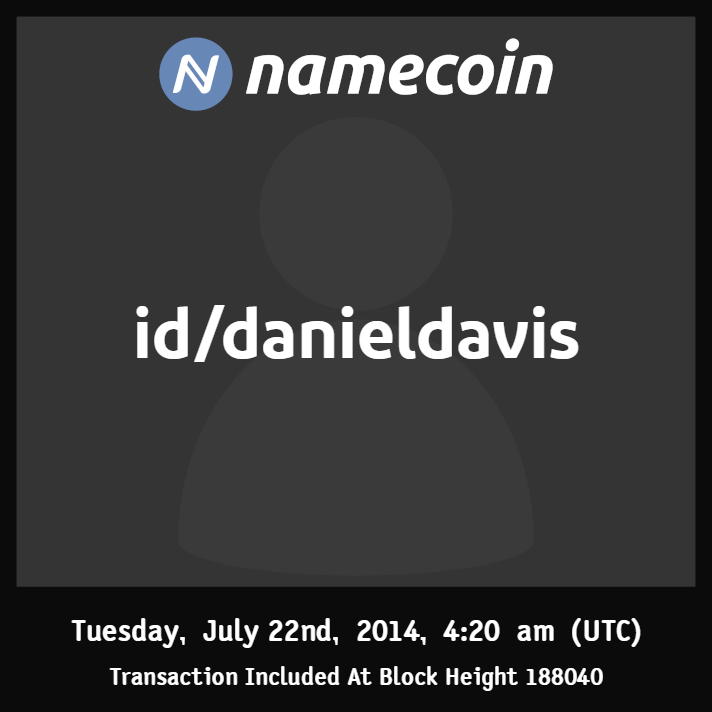 namecoin
id/danieldavis
Tuesday, July 22nd, 2014, 4:20 am (UTC)
Transaction Included At Block Height 188040